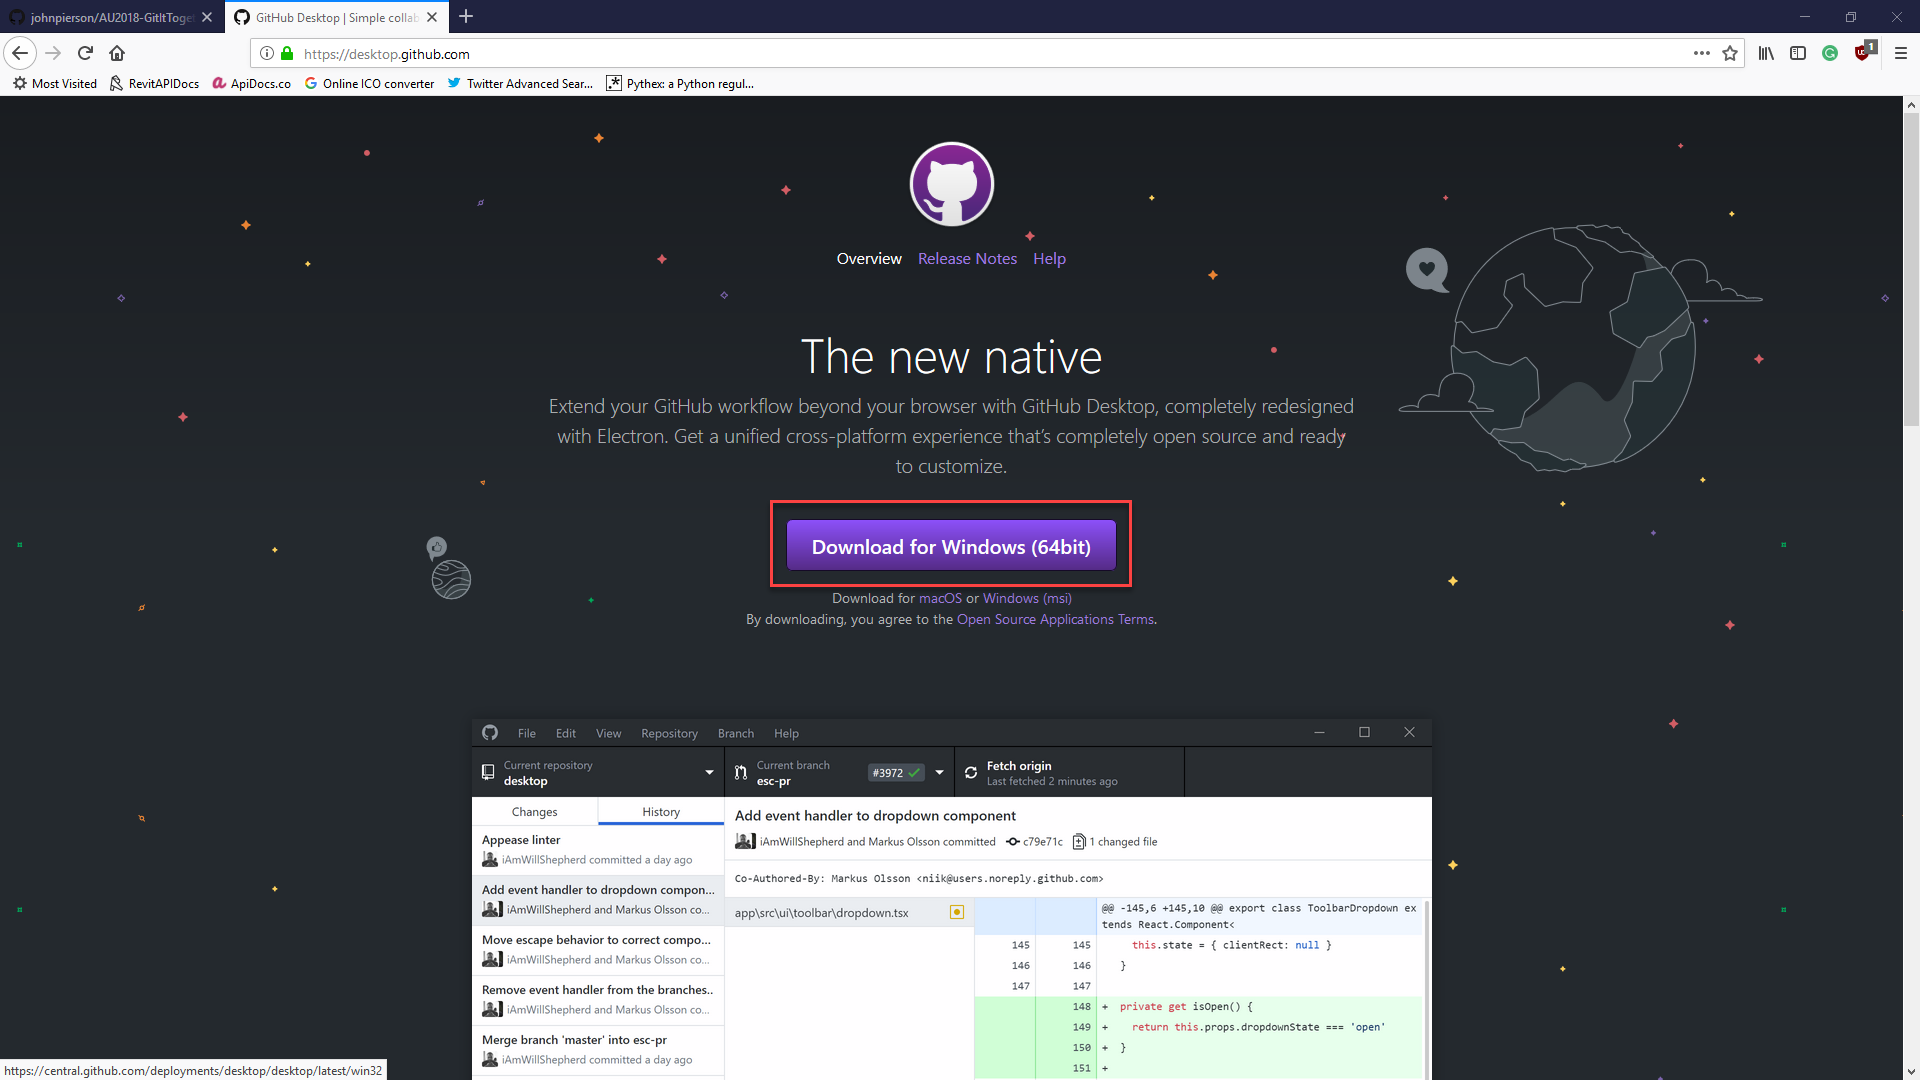 johnpierson/AU2018-GitItToget
GitHub Desktop | Simple collab
https://desktop.github.com
1
Most Visited
RevitAPIDocs
ApiDocs.co
Online ICO converter
Twitter Advanced Sear...
Pythex: a Python regul...
Overview
Release Notes
Help
The new native
Extend your GitHub workflow beyond your browser with GitHub Desktop, completely redesigned
with Electron. Get a unified cross-platform experience that's completely open source and ready
to customize.
Download for Windows (64bit)
Download for macOS or Windows (msi)
By downloading, you agree to the Open Source Applications Terms.
File
Edit
View
Repository
Branch
Help
Current repository
desktop
Current branch
esc-pr
#3972
Fetch origin
Last fetched 2 minutes ago
Changes
History
Appease linter
iAmWillShepherd committed a day ago
Add event handler to dropdown compon...
iAmWillShepherd and Markus Olsson co...
Move escape behavior to correct compo...
iAmWillShepherd and Markus Olsson co...
Remove event handler from the branches..
iAmWillShepherd and Markus Olsson co...
Merge branch 'master' into esc-pr
iAmWillShepherd committed a day ago
Add event handler to dropdown component
iAmWillShepherd and Markus Olsson committed
c79e71c
1 changed file
Co-Authored-By: Markus Olsson <niik@users.noreply.github.com>
app\src\ui\toolbar\dropdown.tsx
@@ -145,6 +145,10 @@ export class ToolbarDropdown ex
tends React.Component<
145 145 this.state = { clientRect: null }
146 146 }
147 147
148 + private get isOpen() {
149 + return this.props.dropdownState === 'open'
150 + }
151 +
https://central.github.com/deployments/desktop/desktop/latest/win32